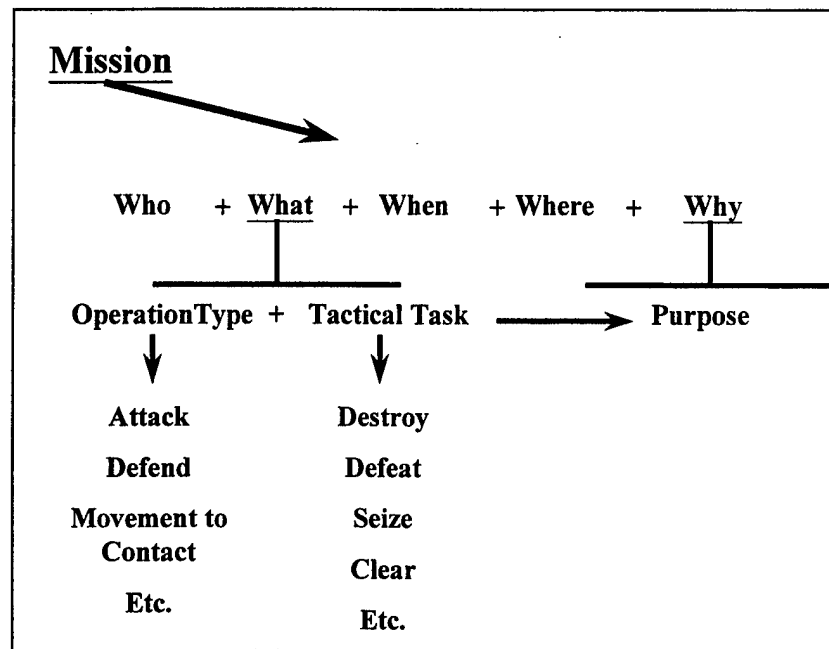 Mission
Who + What + When + Where + Why
OperationType + Tactical Task Purpose
Attack
Defend
Movement to
Contact
Etc.
Destroy
Defeat
Seize
Clear
Etc.